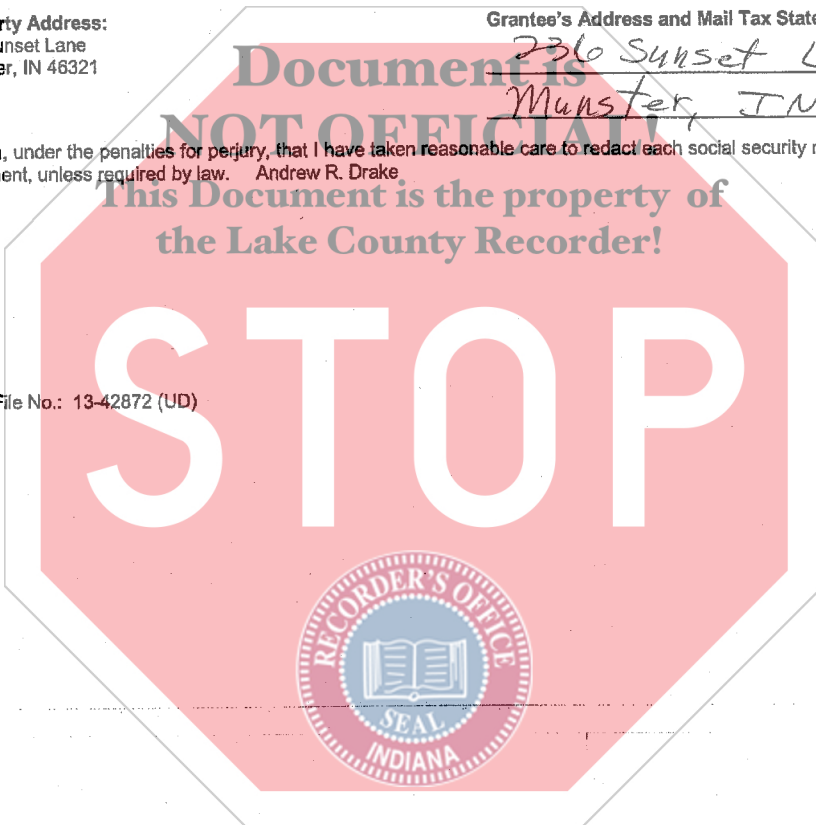 rty Address:
unset Lane
er, IN 46321
Grantee's Address and Mail Tax State
236 Sunset L
Munster, IN
Document is
NOT OFFICIAL!
, under the penalties for perjury, that I have taken reasonable care to redact each social security
ent, unless required by law. Andrew R. Drake
This Document is the property of
the Lake County Recorder!
File No.: 13-42872 (UD)
STOP
RECORDER'S OFFICE
SEAL
INDIANA